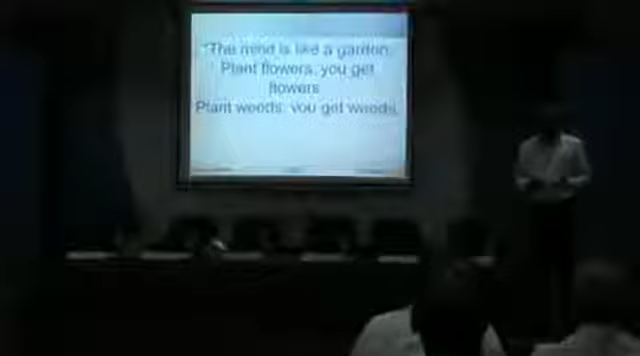 "The mind is like a garden.
Plant flowers, you get
flowers
Plant weeds, you get weeds.